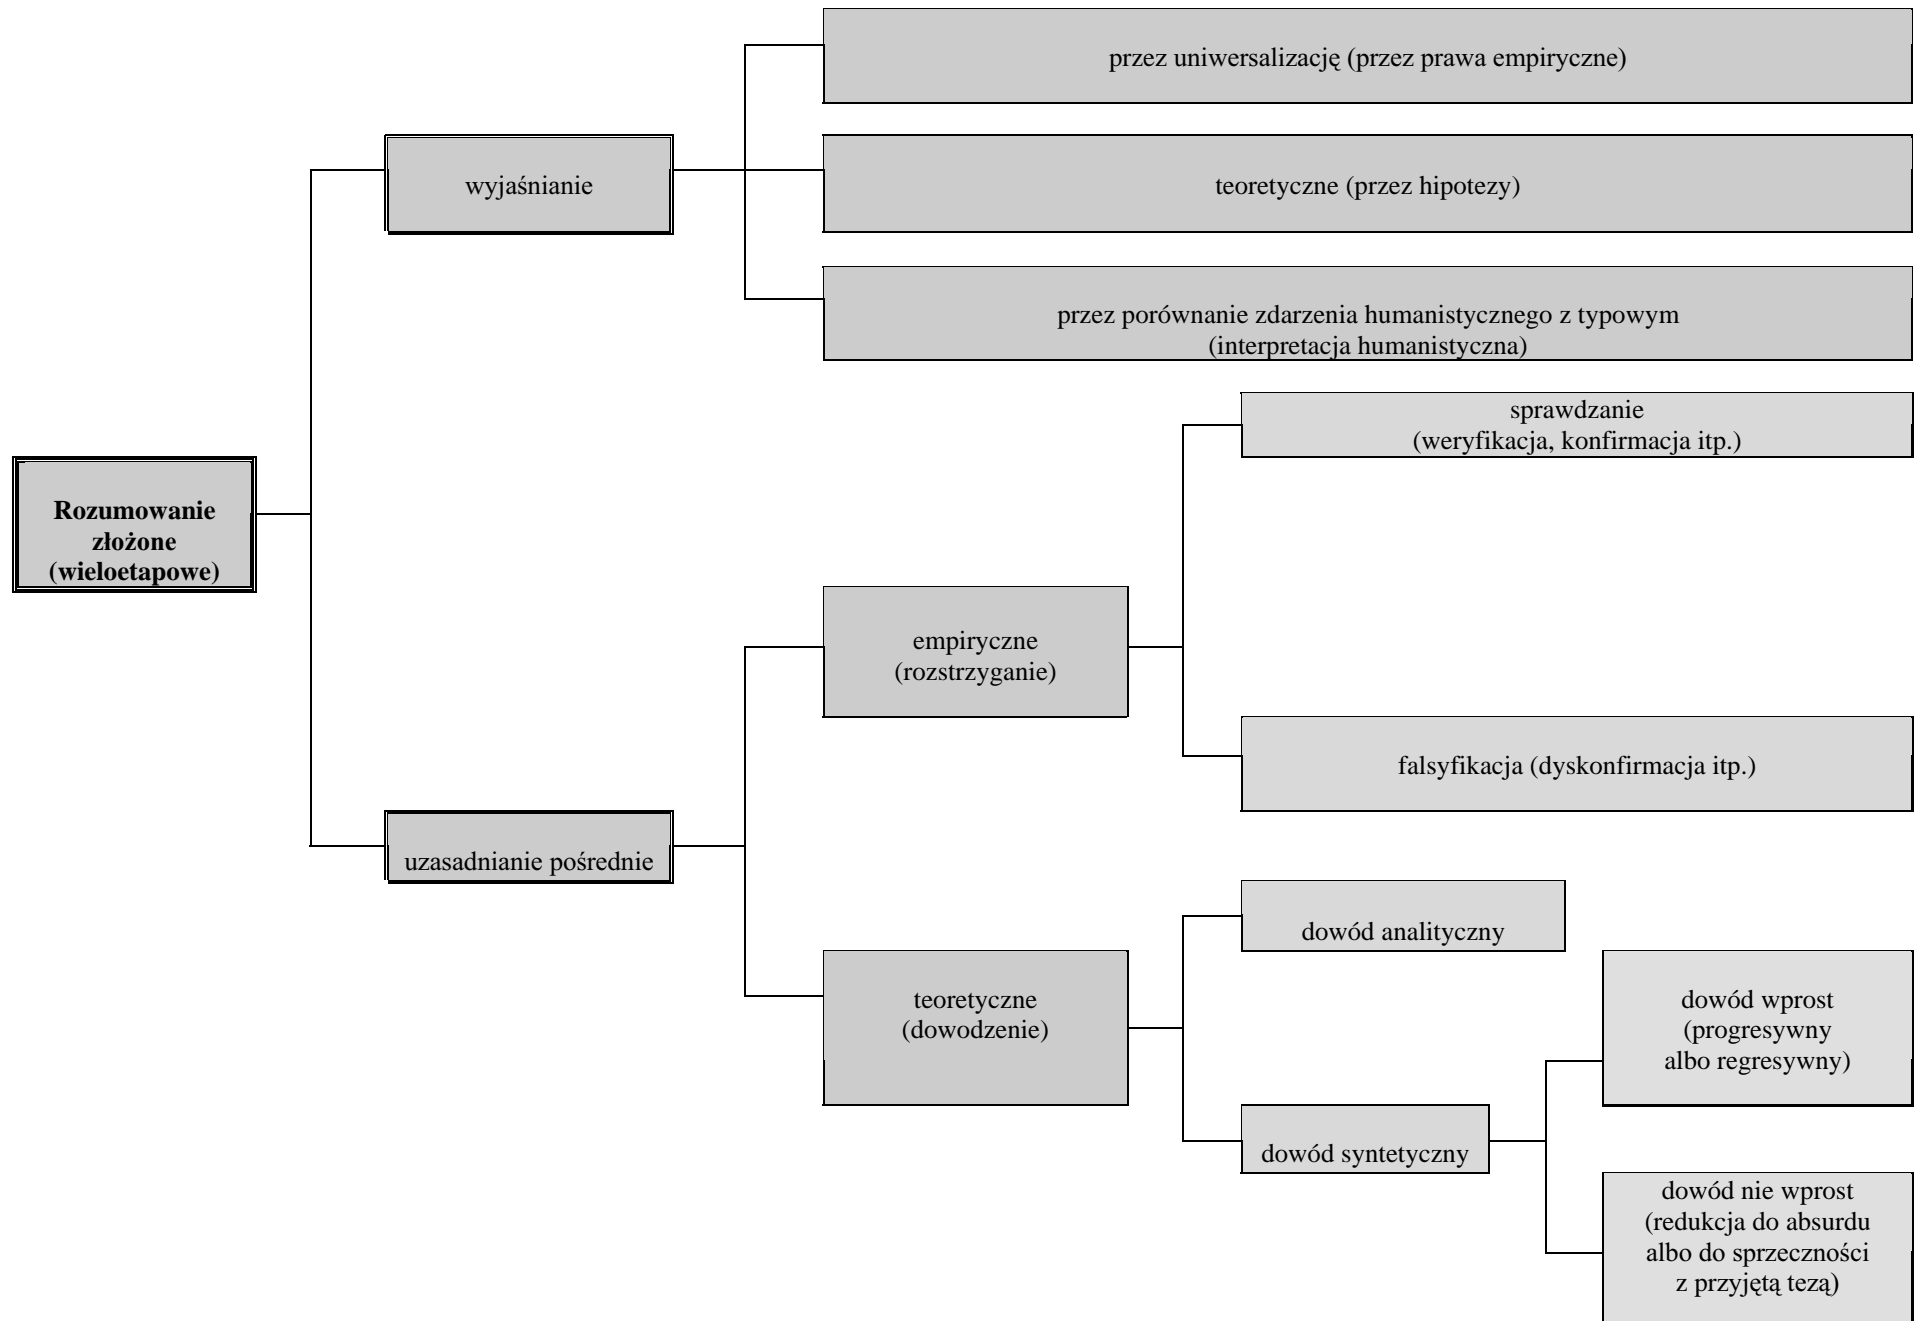 przez uniwersalizację (przez prawa empiryczne)
wyjaśnianie
teoretyczne (przez hipotezy)
przez porównanie zdarzenia humanistycznego z typowym
(interpretacja humanistyczna)
sprawdzanie
(weryfikacja, konfirmacja itp.)
Rozumowanie
złożone
(wieloetapowe)
empiryczne
(rozstrzyganie)
falsyfikacja (dyskonfirmacja itp.)
uzasadnianie pośrednie
dowód analityczny
teoretyczne
(dowodzenie)
dowód wprost
(progresywny
albo regresywny)
dowód syntetyczny
dowód nie wprost
(redukcja do absurdu
albo do sprzeczności
z przyjętą tezą)